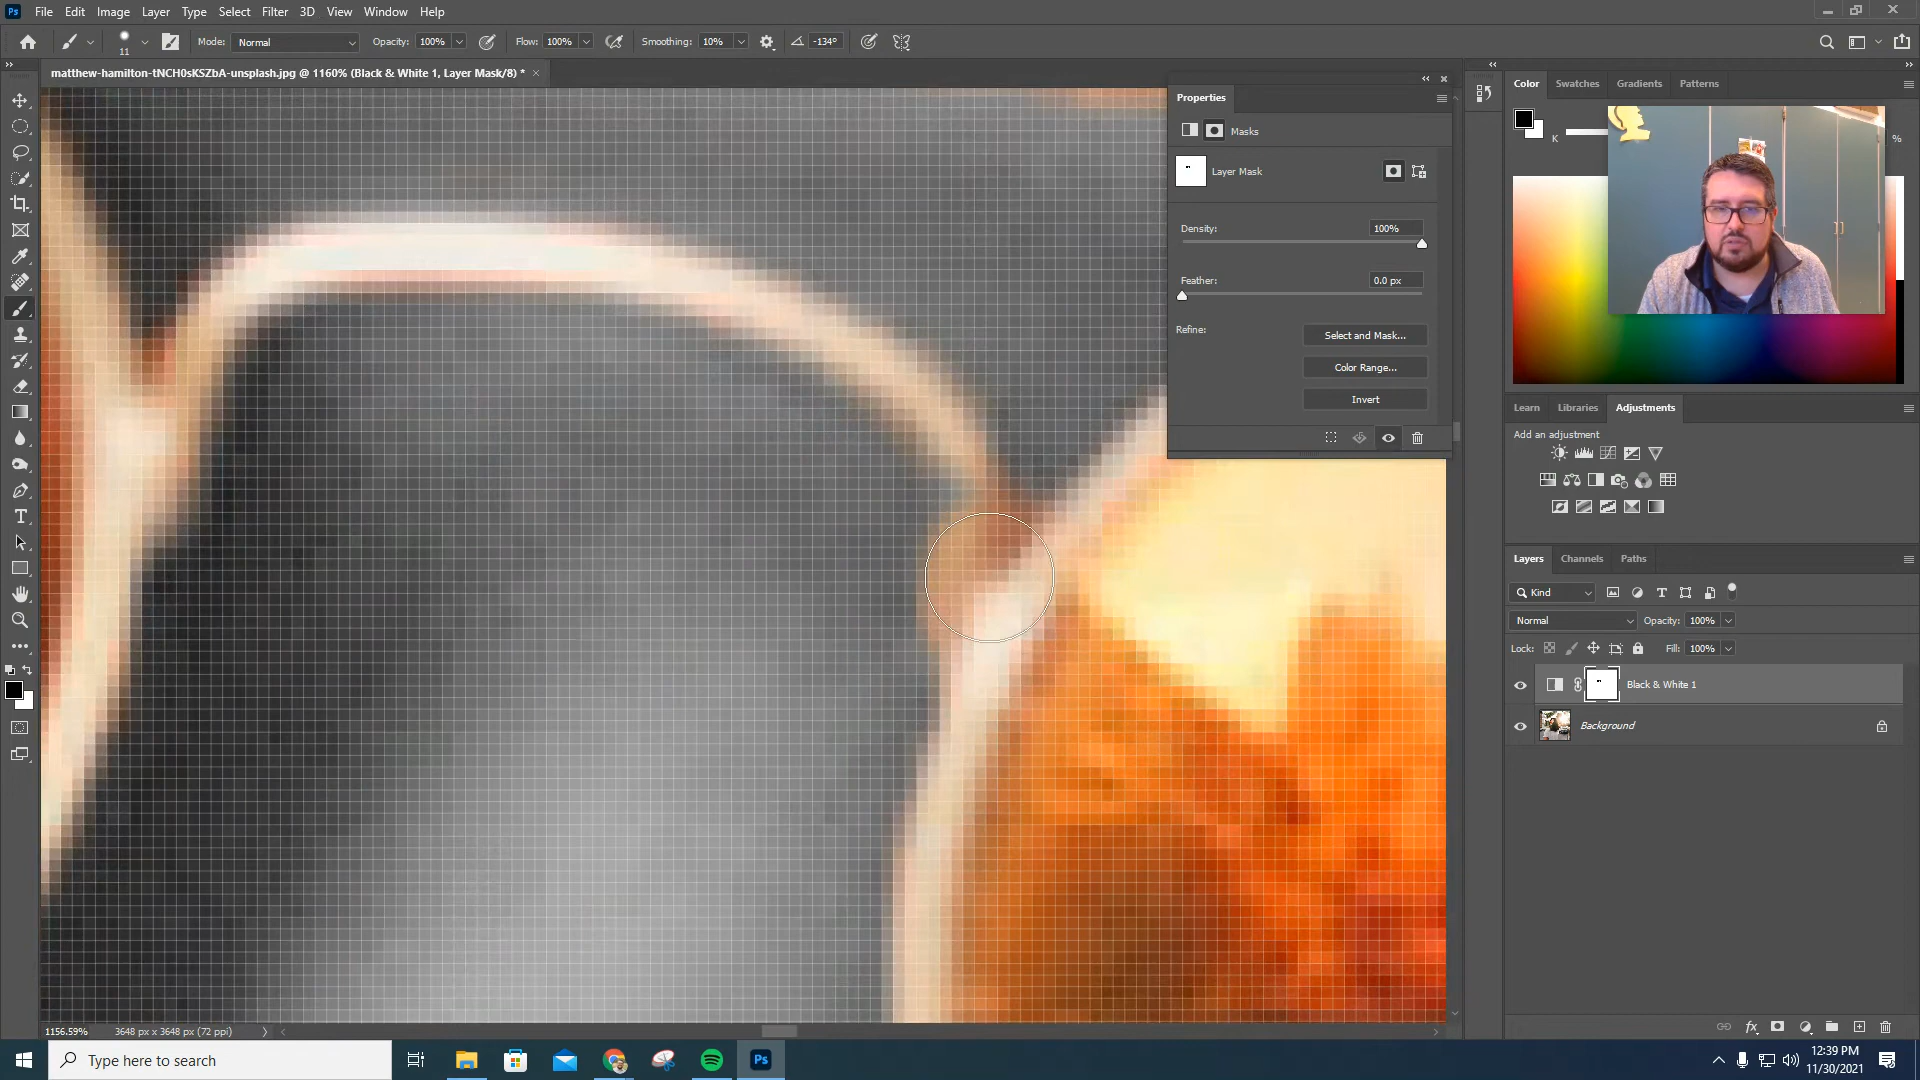 Ps File Edit Image Layer Type Select Filter 3D View Window Help
11 Mode: Normal Opacity: 100% Flow: 100% Smoothing: 10% -134°
matthew-hamilton-tNCH0sKSZbA-unsplash.jpg @ 1160% (Black & White 1, Layer Mask/8) *
Properties
Masks
Layer Mask
Density: 100%
Feather: 0.0 px
Refine:
Select and Mask...
Color Range...
Invert
Color Swatches Gradients Patterns
K %
Learn Libraries Adjustments
Add an adjustment
Layers Channels Paths
Kind
Normal Opacity: 100%
Lock: Fill: 100%
Black & White 1
Background
1156.59% 3648 px x 3648 px (72 ppi)
Type here to search
Ps
12:39 PM
11/30/2021